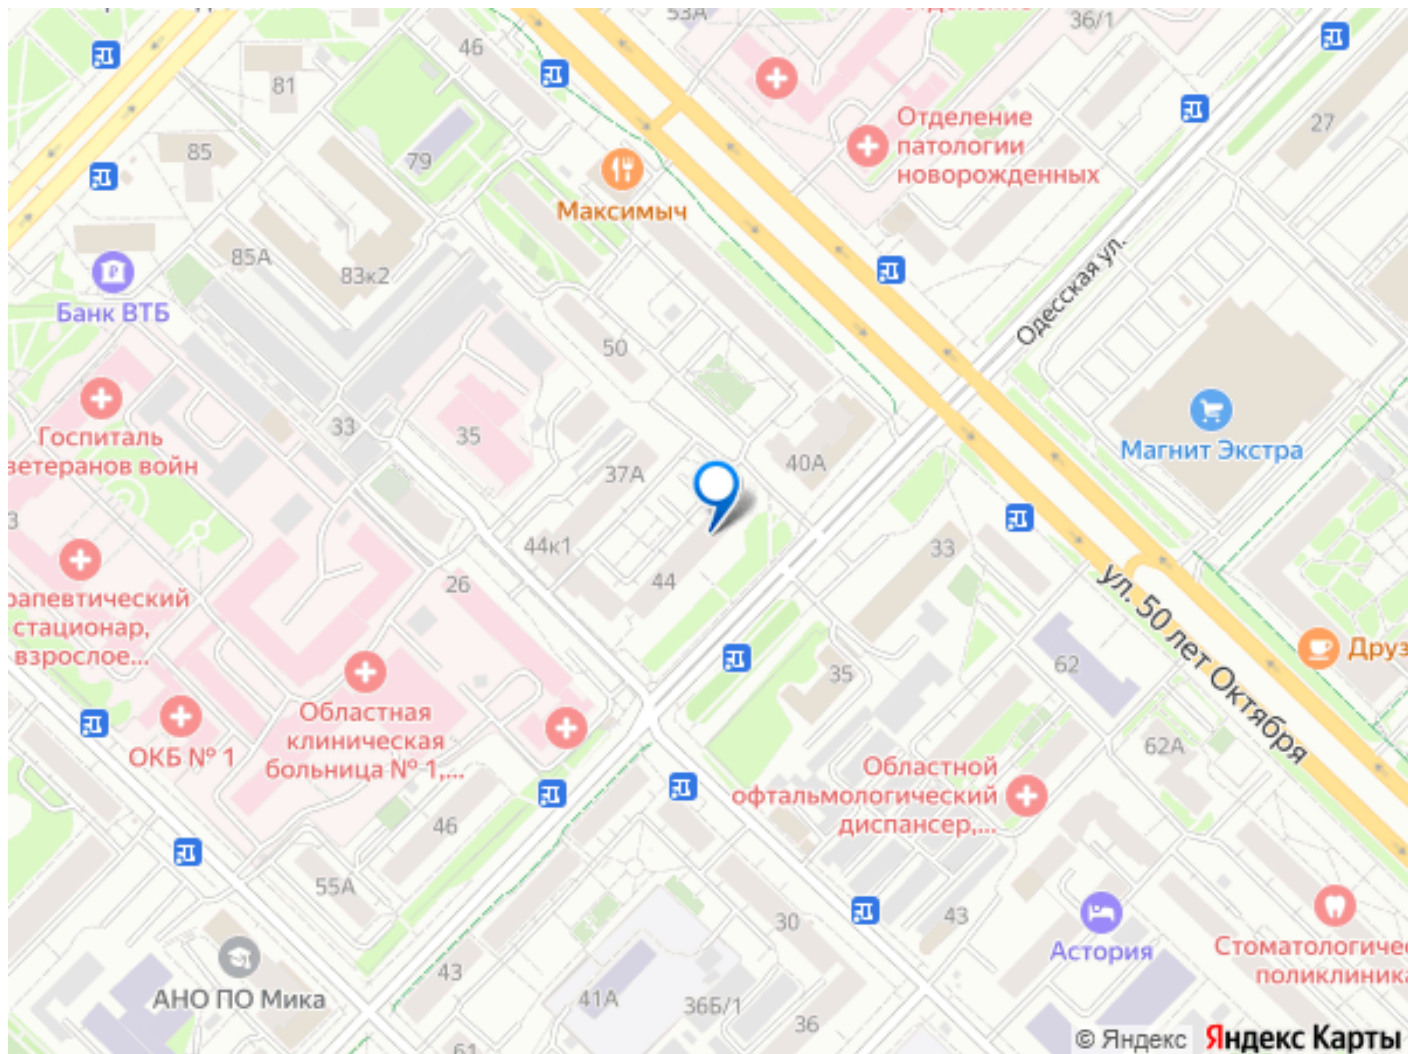 53А
36/1
46
81
Отделение
патологии
новорожденных
27
85
79
Максимыч
85А
83к2
Одесская ул.
Банк ВТБ
50
Госпиталь
ветеранов войн
33
35
37А
40А
Магнит Экстра
3
44к1
44
33
26
ул. 50 лет Октября
рапевтический
стационар,
взрослое...
62
35
Друз
Областная
клиническая
больница № 1,...
ОКБ № 1
62А
Областной
офтальмологический
диспансер,...
46
55А
30
43
Астория
Стоматологичес
поликлиника
43
АНО ПО Мика
41А
36Б/1
36
61
© Яндекс Яндекс Карты